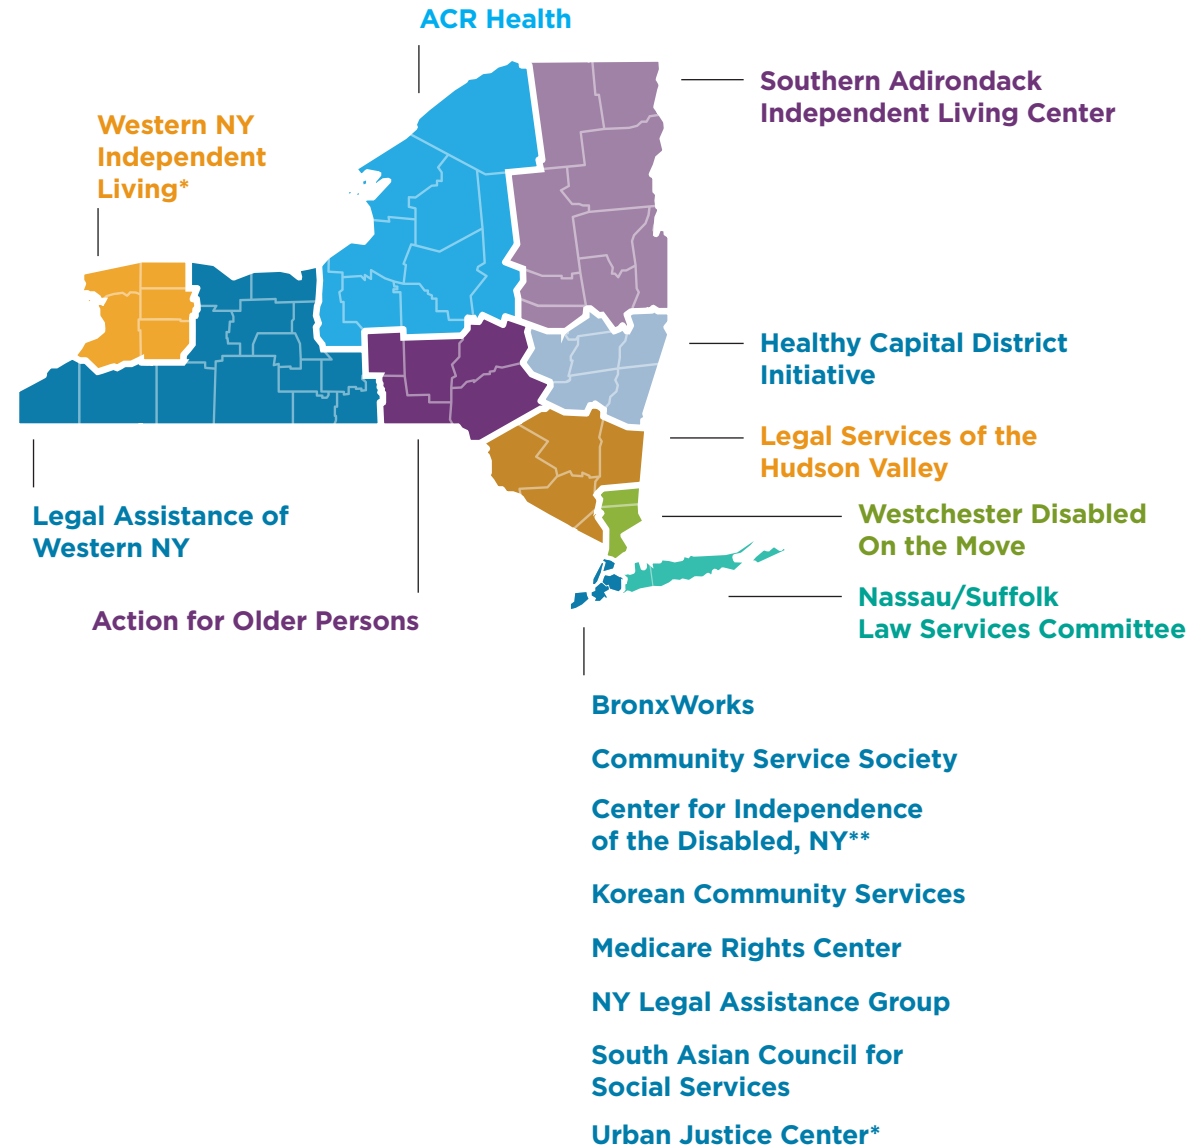 ACR Health
Southern Adirondack
Independent Living Center
Western NY
Independent
Living*
Healthy Capital District
Initiative
Legal Services of the
Hudson Valley
Legal Assistance of
Western NY
Westchester Disabled
On the Move
Action for Older Persons
Nassau/Suffolk
Law Services Committee
BronxWorks
Community Service Society
Center for Independence
of the Disabled, NY**
Korean Community Services
Medicare Rights Center
NY Legal Assistance Group
South Asian Council for
Social Services
Urban Justice Center*